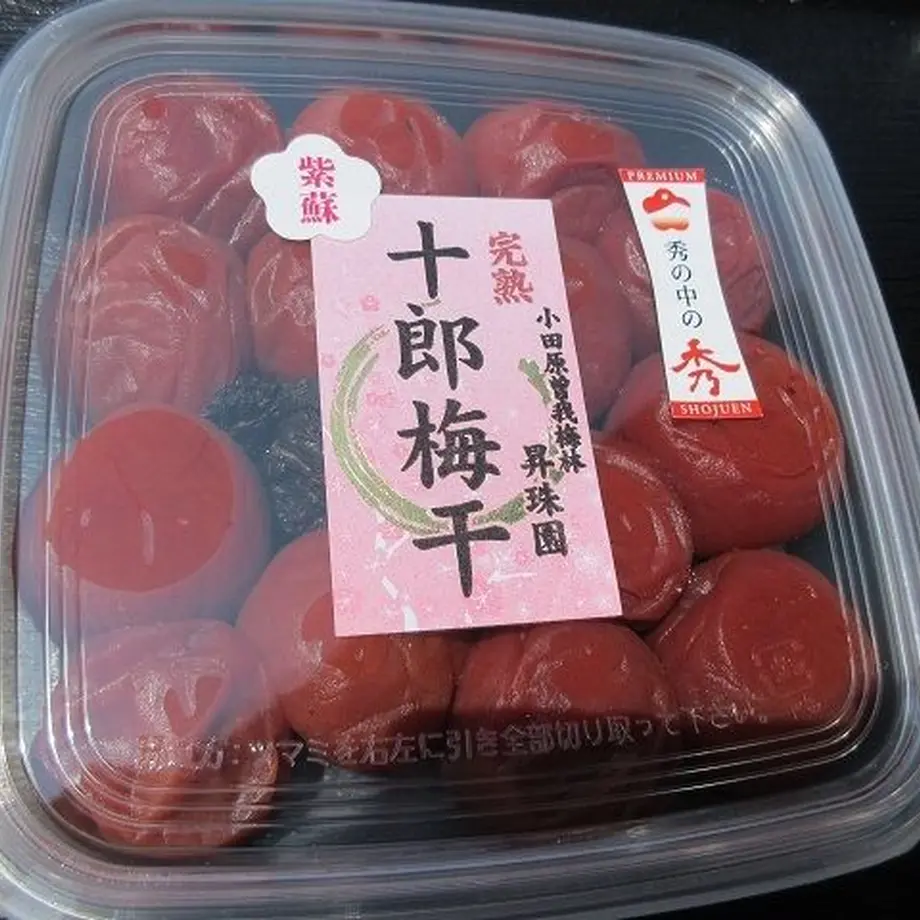 紫蘇
完熟
十郎梅干
小田原曽我梅林
昇珠園
PREMIUM
秀の中の
秀
SHOJUEN
方:ツマミを右左に引き全部切り取って下さい。